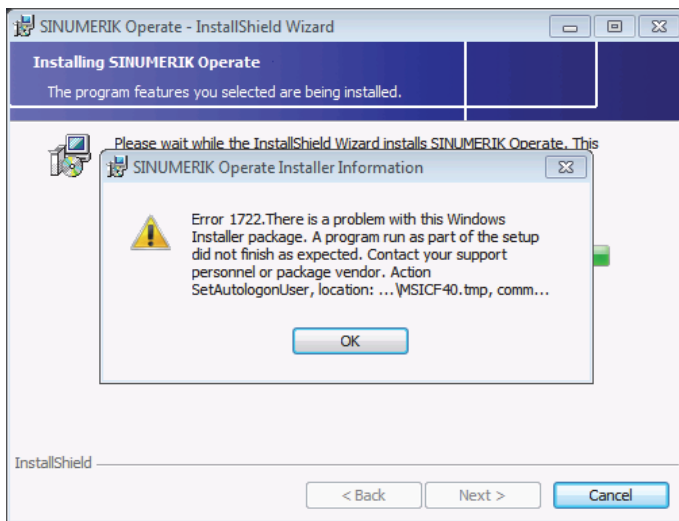 SINUMERIK Operate - InstallShield Wizard
Installing SINUMERIK Operate
The program features you selected are being installed.
Please wait while the InstallShield Wizard installs SINUMERIK Operate. This
SINUMERIK Operate Installer Information
Error 1722.There is a problem with this Windows
Installer package. A program run as part of the setup
did not finish as expected. Contact your support
personnel or package vendor. Action
SetAutologonUser, location: ...\MSICF40.tmp, comm...
OK
InstallShield
< Back
Next >
Cancel